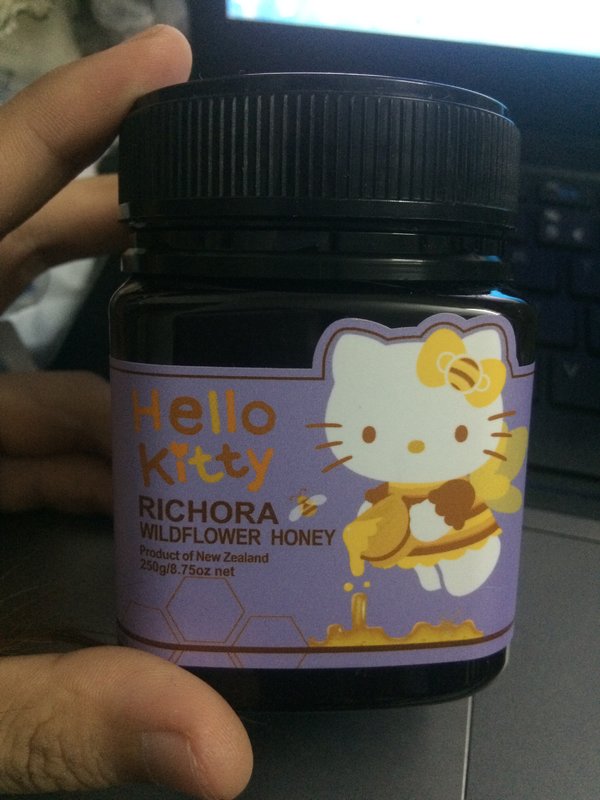 Hello
Kitty
RICHORA
WILDFLOWER HONEY
Product of New Zealand
250g/8.75oz net